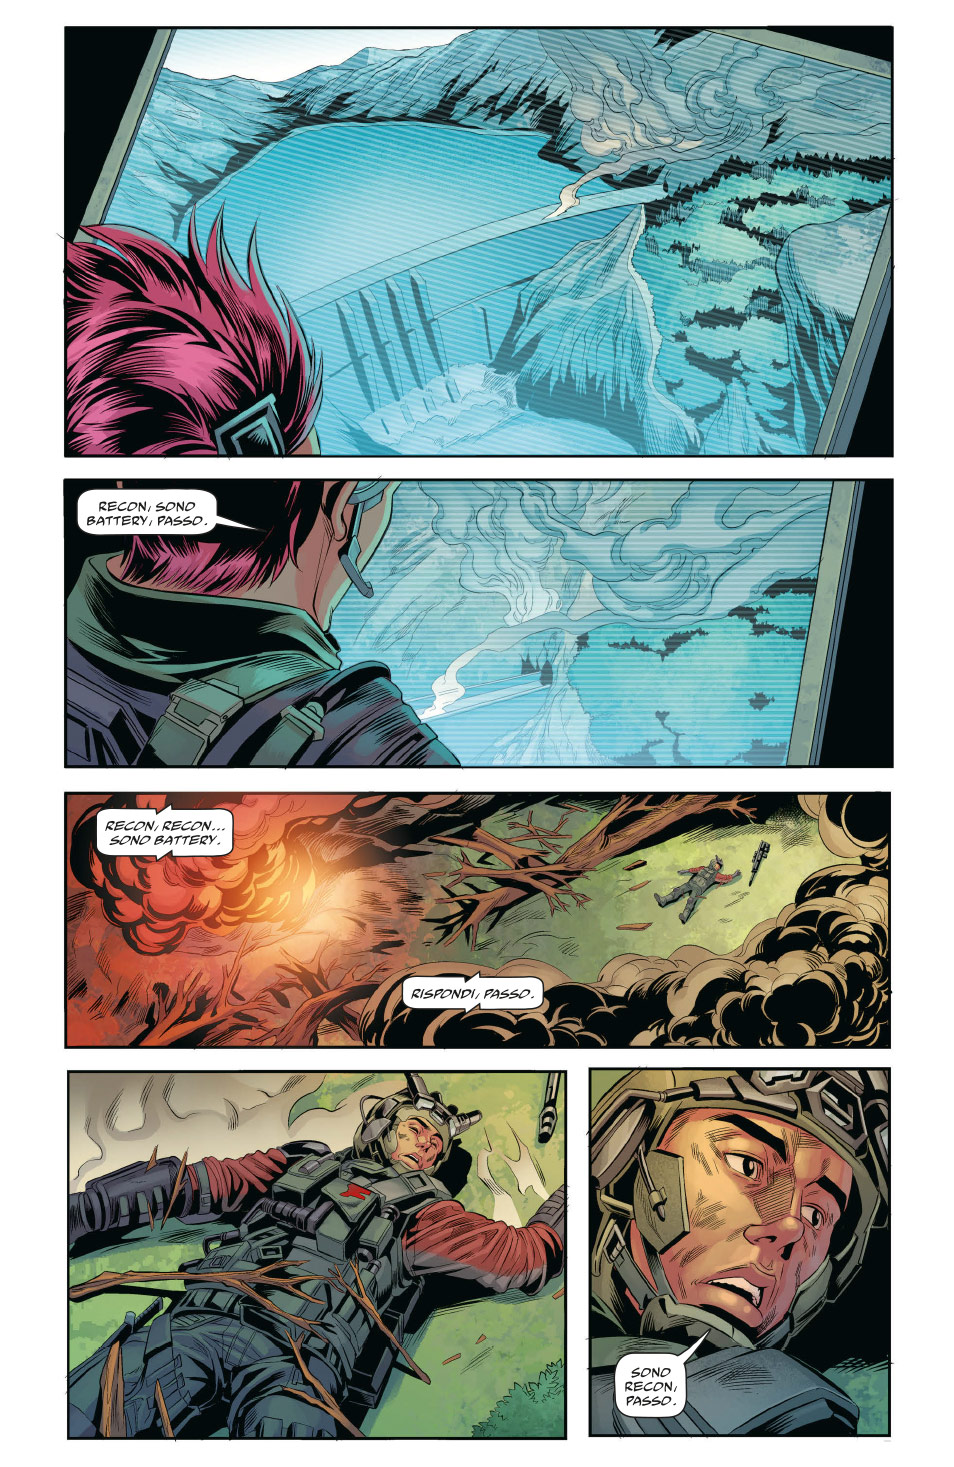 RECON, SONO
BATTERY, PASSO.
RECON, RECON...
SONO BATTERY.
RISPONDI, PASSO.
SONO
RECON,
PASSO.